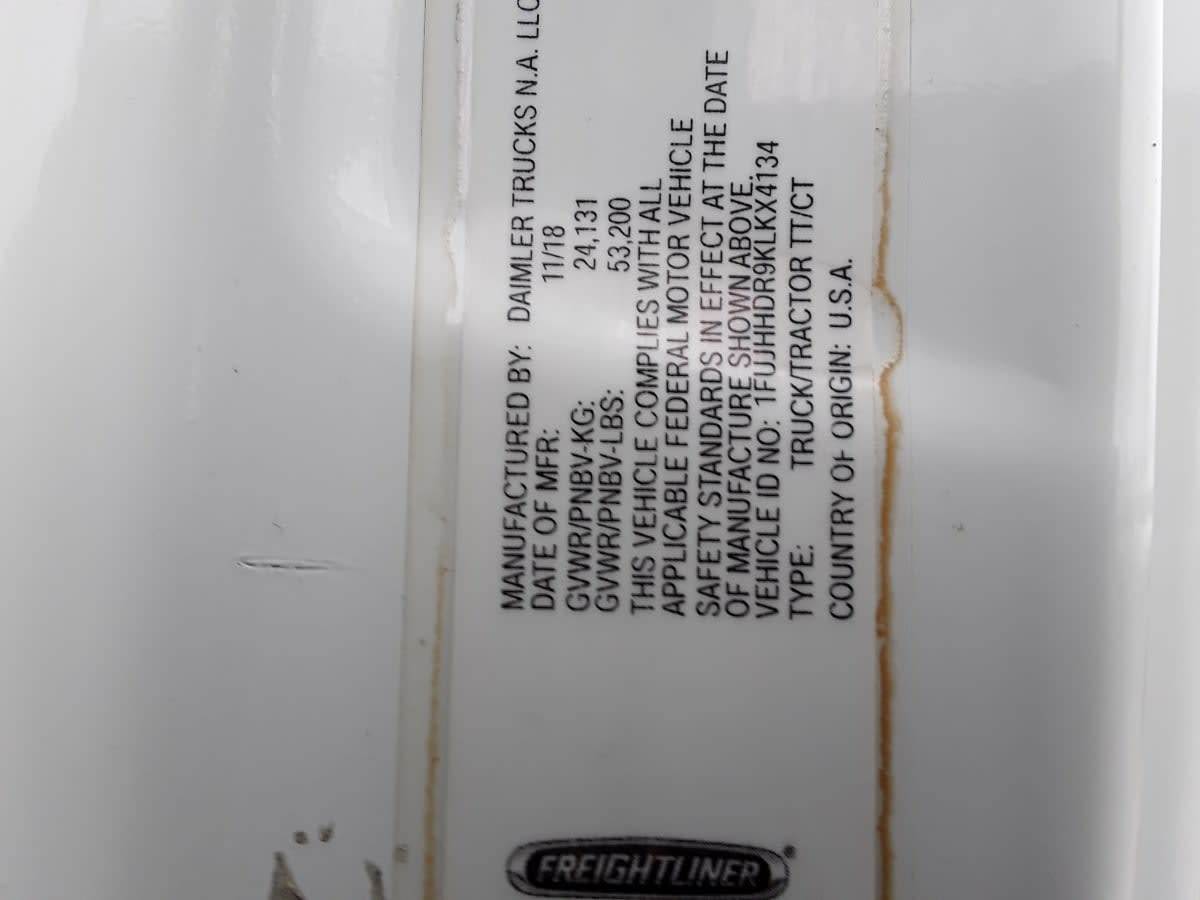 FREIGHTLINER
MANUFACTURED BY: DAIMLER TRUCKS N.A. LLC
DATE OF MFR: 11/18
GVWR/PNBV-KG: 24,131
GVWR/PNBV-LBS: 53,200
THIS VEHICLE COMPLIES WITH ALL
APPLICABLE FEDERAL MOTOR VEHICLE
SAFETY STANDARDS IN EFFECT AT THE DATE
OF MANUFACTURE SHOWN ABOVE.
VEHICLE ID NO: 1FUJHHDR9KLKX4134
TYPE: TRUCK/TRACTOR TT/CT
COUNTRY OF ORIGIN: U.S.A.